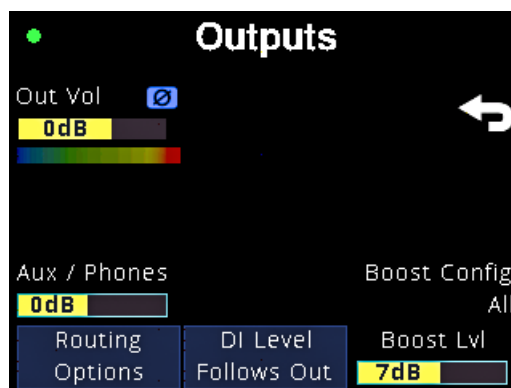 Outputs
Out Vol Ø
0dB
Aux / Phones
0dB
Boost Config
All
Routing
Options
DI Level
Follows Out
Boost Lvl
7dB